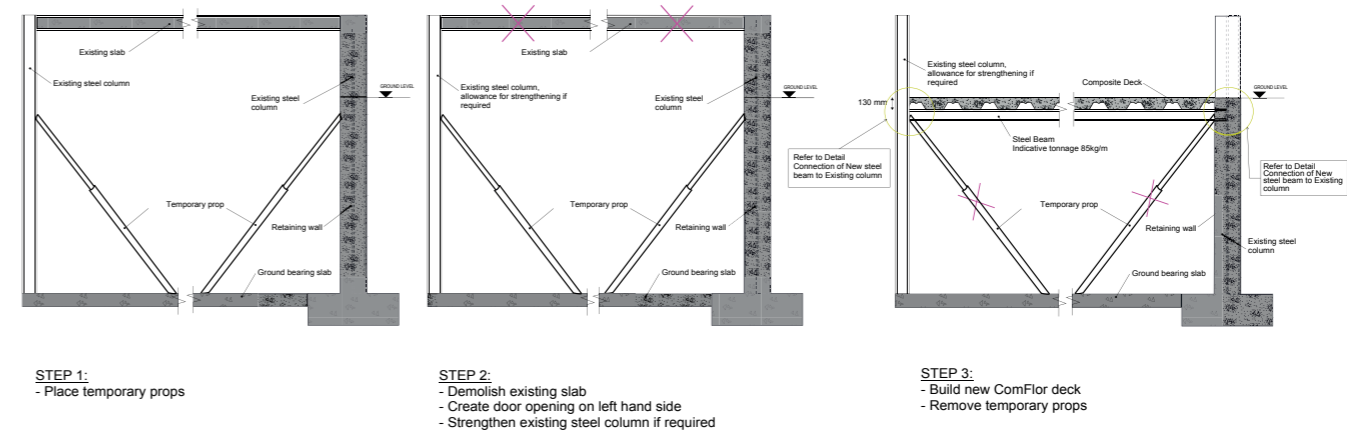 Existing slab
Existing steel column
Existing steel
column
GROUND LEVEL
Temporary prop
Retaining wall
Ground bearing slab
STEP 1:
- Place temporary props
Existing slab
Existing steel column,
allowance for strengthening if
required
Existing steel
column
GROUND LEVEL
Temporary prop
Retaining wall
Ground bearing slab
STEP 2:
- Demolish existing slab
- Create door opening on left hand side
- Strengthen existing steel column if required
Existing steel column,
allowance for strengthening if
required
Composite Deck
GROUND LEVEL
130 mm
Steel Beam
Indicative tonnage 85kg/m
Refer to Detail
Connection of New steel
beam to Existing column
Refer to Detail
Connection of New
steel beam to Existing
column
Temporary prop
Retaining wall
Existing steel
column
Ground bearing slab
STEP 3:
- Build new ComFlor deck
- Remove temporary props